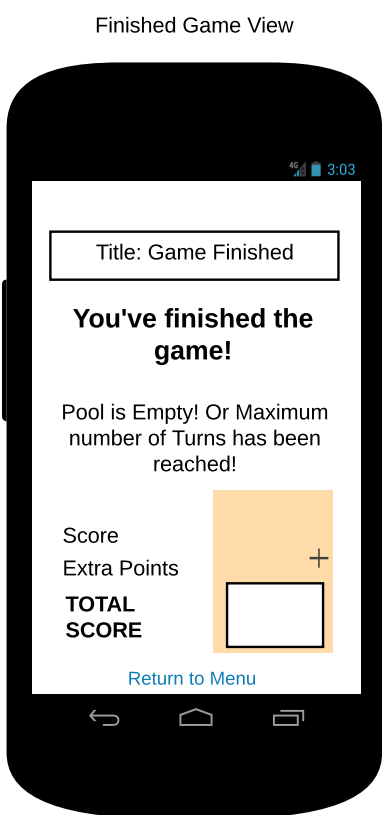 Finished Game View
4G 3:03
Title: Game Finished
You've finished the
game!
Pool is Empty! Or Maximum
number of Turns has been
reached!
Score
+
Extra Points
TOTAL
SCORE
Return to Menu